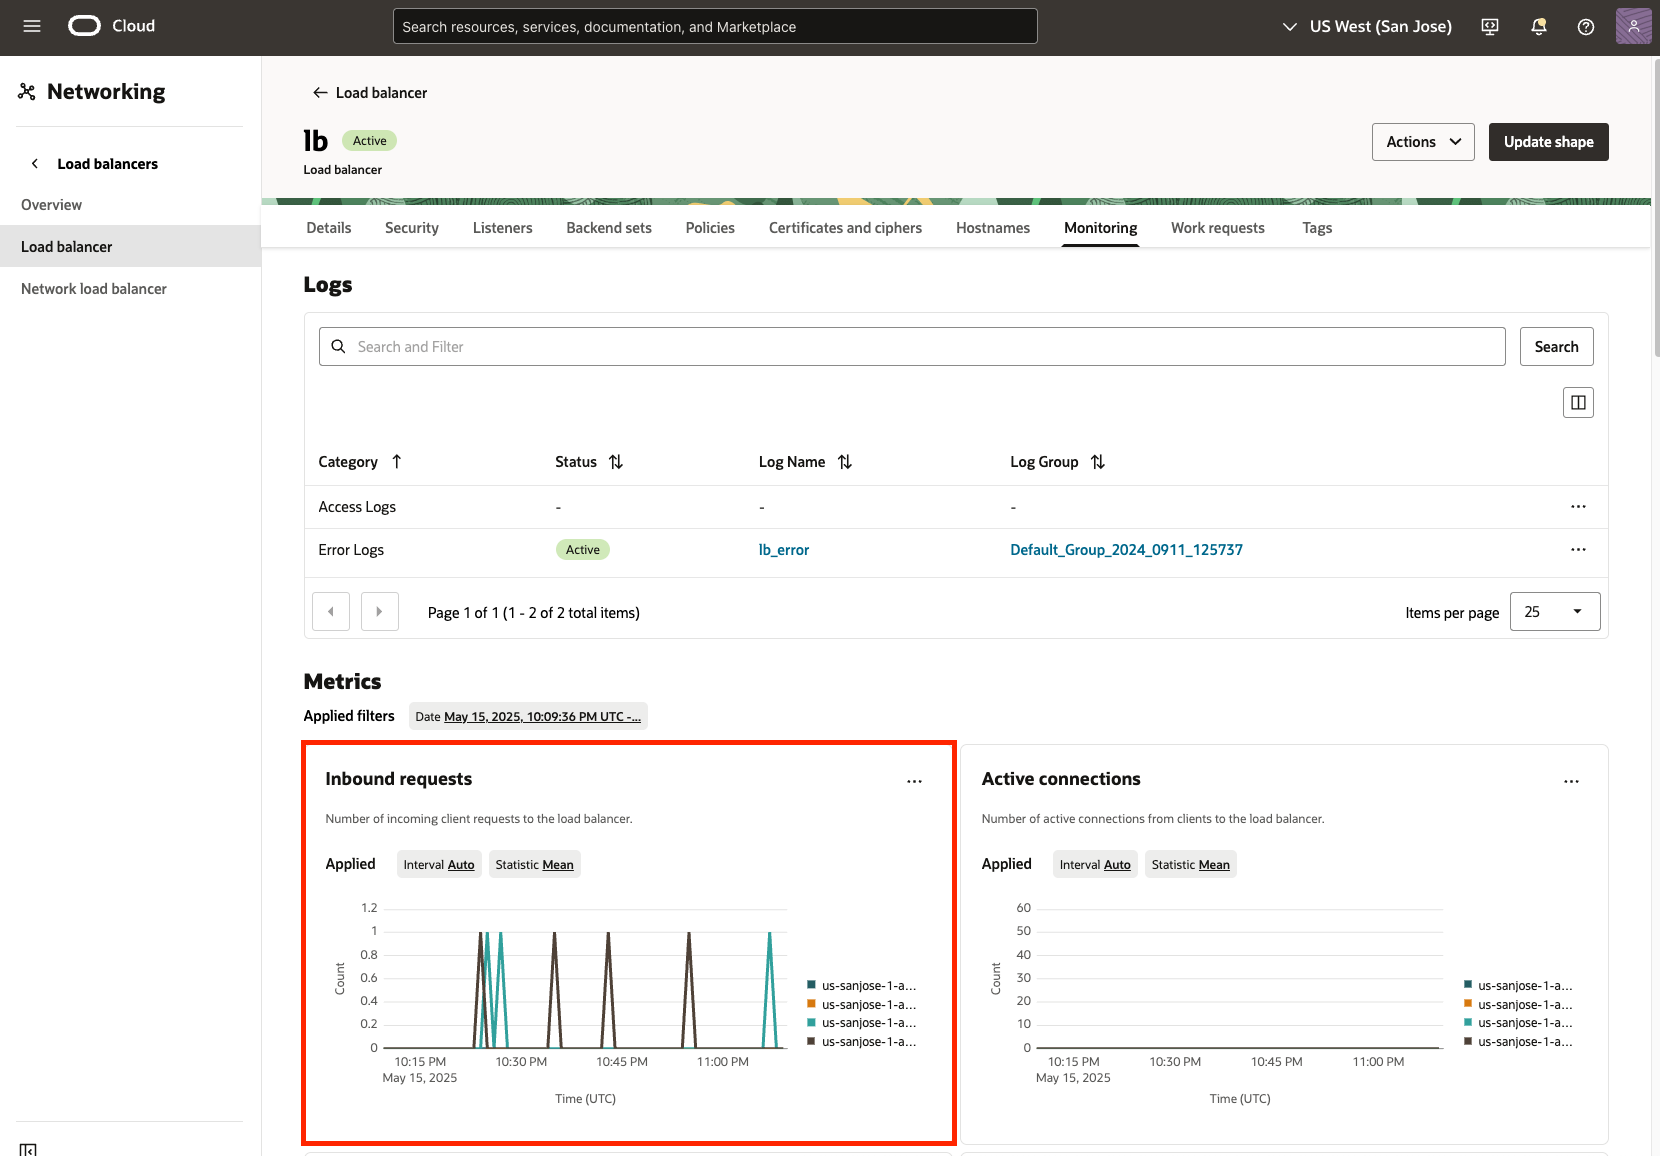 Cloud
Search resources, services, documentation, and Marketplace
US West (San Jose)
Networking
Load balancers
Overview
Load balancer
Network load balancer
Load balancer
lb Active
Load balancer
Actions
Update shape
Details Security Listeners Backend sets Policies Certificates and ciphers Hostnames Monitoring Work requests Tags
Logs
Search and Filter
Search
Category Status Log Name Log Group
Access Logs - - -
Error Logs Active lb_error Default_Group_2024_0911_125737
Page 1 of 1 (1 - 2 of 2 total items)
Items per page 25
Metrics
Applied filters Date May 15, 2025, 10:09:36 PM UTC -...
Inbound requests
Number of incoming client requests to the load balancer.
Applied Interval Auto Statistic Mean
1.2
1
0.8
0.6
0.4
0.2
0
Count
10:15 PM 10:30 PM 10:45 PM 11:00 PM
May 15, 2025
Time (UTC)
us-sanjose-1-a...
us-sanjose-1-a...
us-sanjose-1-a...
us-sanjose-1-a...
Active connections
Number of active connections from clients to the load balancer.
Applied Interval Auto Statistic Mean
60
50
40
30
20
10
0
Count
10:15 PM 10:30 PM 10:45 PM 11:00 PM
May 15, 2025
Time (UTC)
us-sanjose-1-a...
us-sanjose-1-a...
us-sanjose-1-a...
us-sanjose-1-a...